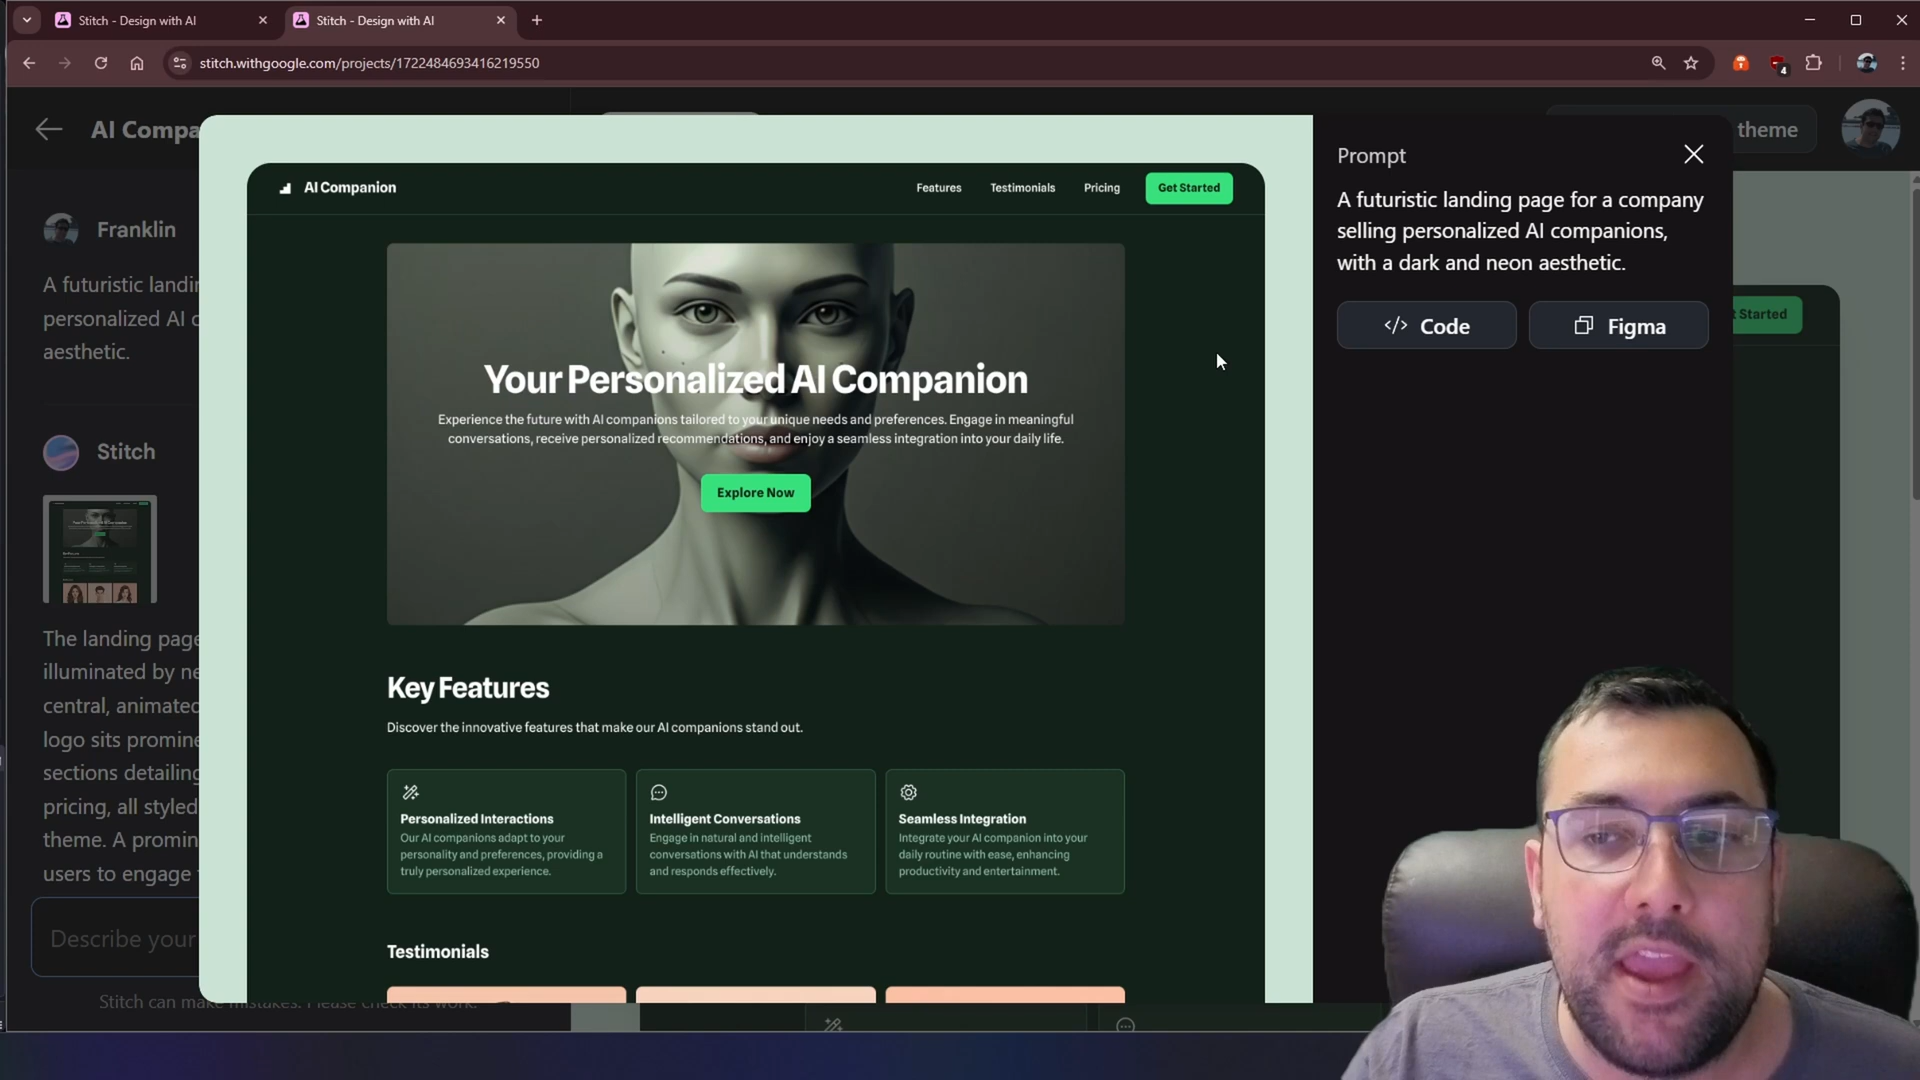 Stitch - Design with AI
Stitch - Design with AI
stitch.withgoogle.com/projects/1722484693416219550
4
AI Compa
theme
Franklin
A futuristic landin
personalized AI c
aesthetic.
Stitch
The landing page
illuminated by ne
central, animated
logo sits promine
sections detailing
pricing, all styled
theme. A promin
users to engage
Describe your
Stitch can make mistakes. Please check its work.
AI Companion
Features
Testimonials
Pricing
Get Started
Your Personalized AI Companion
Experience the future with AI companions tailored to your unique needs and preferences. Engage in meaningful
conversations, receive personalized recommendations, and enjoy a seamless integration into your daily life.
Explore Now
Key Features
Discover the innovative features that make our AI companions stand out.
Personalized Interactions
Our AI companions adapt to your
personality and preferences, providing a
truly personalized experience.
Intelligent Conversations
Engage in natural and intelligent
conversations with AI that understands
and responds effectively.
Seamless Integration
Integrate your AI companion into your
daily routine with ease, enhancing
productivity and entertainment.
Testimonials
Prompt
A futuristic landing page for a company
selling personalized AI companions,
with a dark and neon aesthetic.
</> Code
Figma
t Started